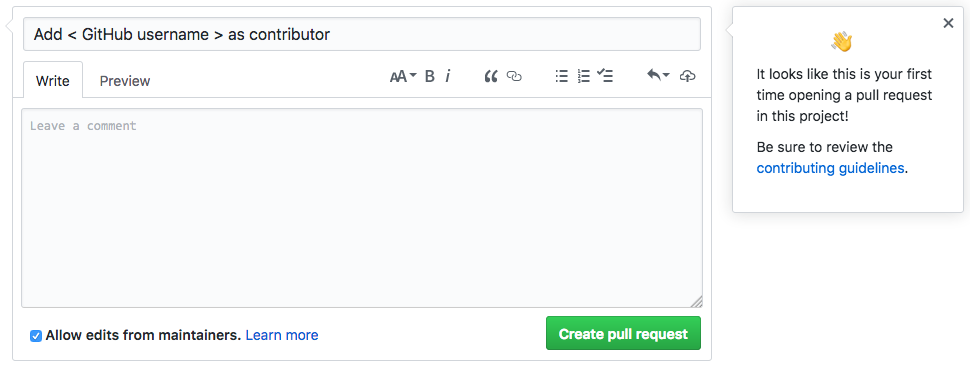 Add < GitHub username > as contributor
Write
Preview
AA B i
Leave a comment
Allow edits from maintainers. Learn more
Create pull request
It looks like this is your first
time opening a pull request
in this project!
Be sure to review the
contributing guidelines.